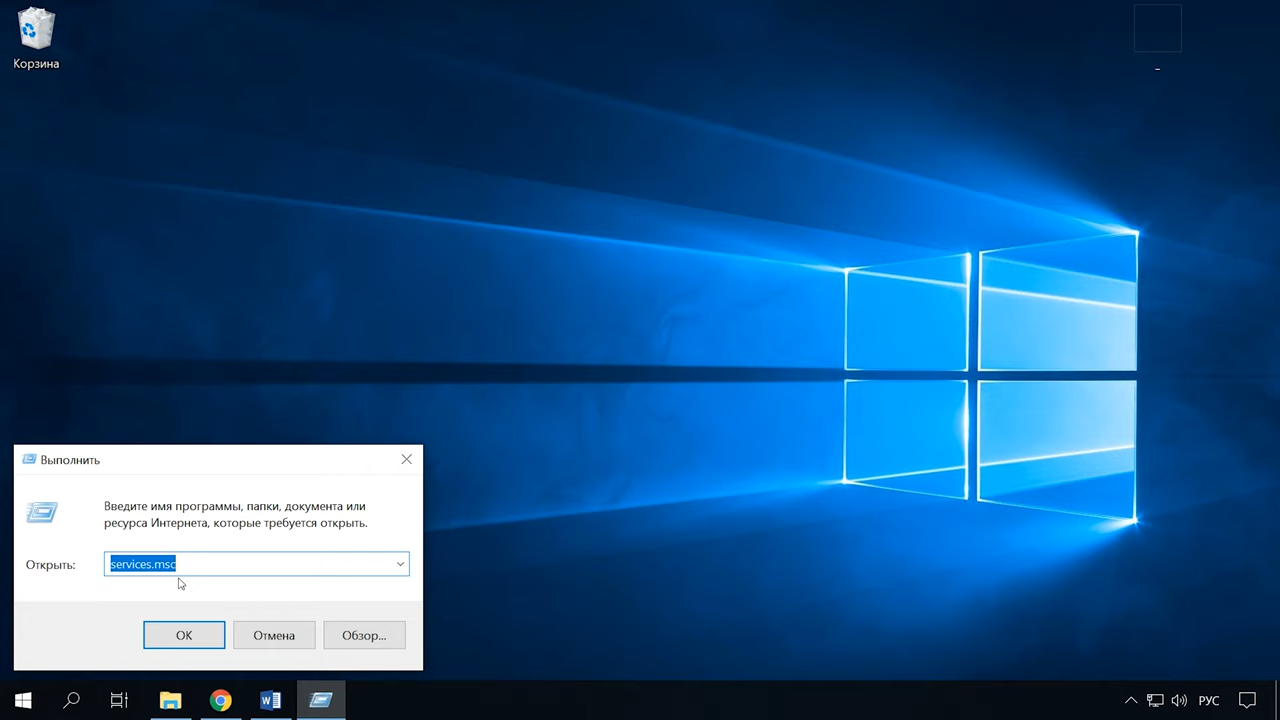 Корзина
Выполнить
Введите имя программы, папки, документа или
ресурса Интернета, которые требуется открыть.
Открыть: services.msc
ОК Отмена Обзор...
РУС